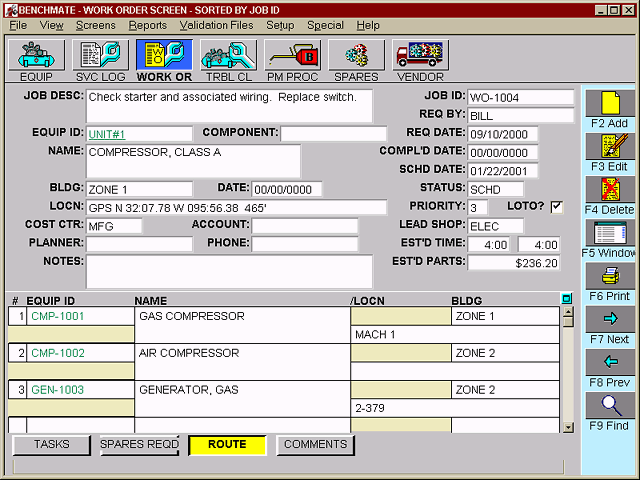 BENCHMATE - WORK ORDER SCREEN - SORTED BY JOB ID
File View Screens Reports Validation Files Setup Special Help
EQUIP SVC LOG WORK OR TRBL CL PM PROC SPARES VENDOR
JOB DESC: Check starter and associated wiring. Replace switch.
JOB ID: WO-1004
REQ BY: BILL
EQUIP ID: UNIT#1 COMPONENT:
REQ DATE: 09/10/2000
NAME: COMPRESSOR, CLASS A
COMPL'D DATE: 00/00/0000
SCHD DATE: 01/22/2001
BLDG: ZONE 1 DATE: 00/00/0000
STATUS: SCHD
LOCN: GPS N 32:07.78 W 095:56.38 465'
PRIORITY: 3 LOTO?
COST CTR: MFG ACCOUNT:
LEAD SHOP: ELEC
PLANNER: PHONE:
EST'D TIME: 4:00 4:00
NOTES:
EST'D PARTS: $236.20
# EQUIP ID NAME /LOCN BLDG
1 CMP-1001 GAS COMPRESSOR ZONE 1
MACH 1
2 CMP-1002 AIR COMPRESSOR ZONE 2
3 GEN-1003 GENERATOR, GAS ZONE 2
2-379
TASKS SPARES REQD ROUTE COMMENTS
F2 Add
F3 Edit
F4 Delete
F5 Window
F6 Print
F7 Next
F8 Prev
F9 Find